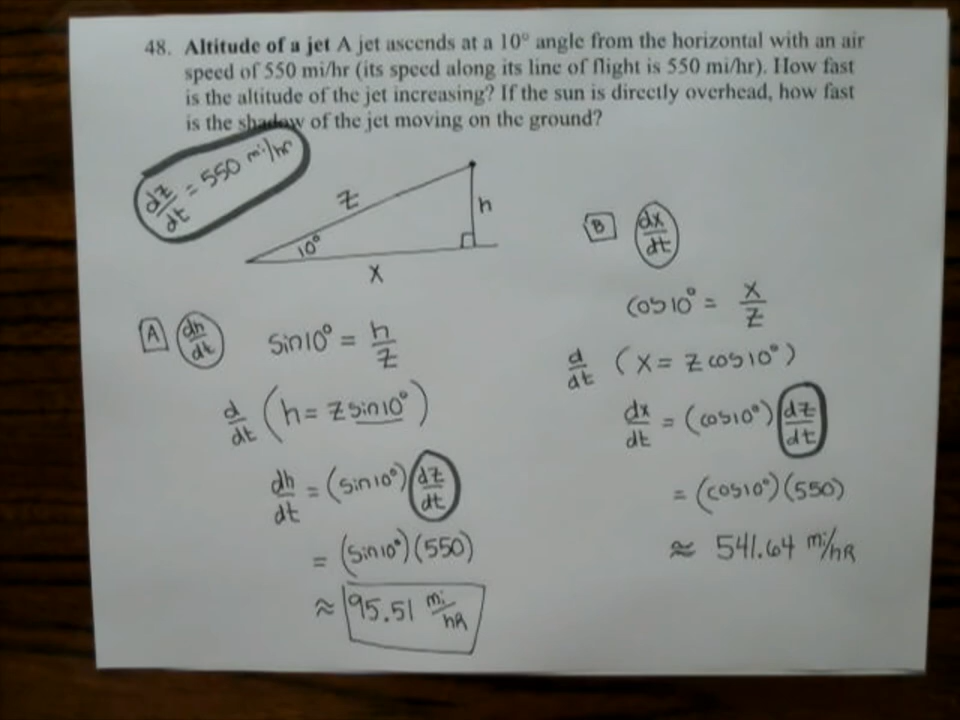 48. Altitude of a jet A jet ascends at a 10° angle from the horizontal with an air
speed of 550 mi/hr (its speed along its line of flight is 550 mi/hr). How fast
is the altitude of the jet increasing? If the sun is directly overhead, how fast
is the shadow of the jet moving on the ground?
dz/dt = 550 mi/hr
z
h
10°
x
A dh/dt
sin10° = h/z
d/dt (h = z sin10°)
dh/dt = (sin10°) dz/dt
= (sin10°)(550)
≈ 95.51 mi/hR
B dx/dt
cos10° = x/z
d/dt (x = z cos10°)
dx/dt = (cos10°) dz/dt
= (cos10°)(550)
≈ 541.64 mi/hR